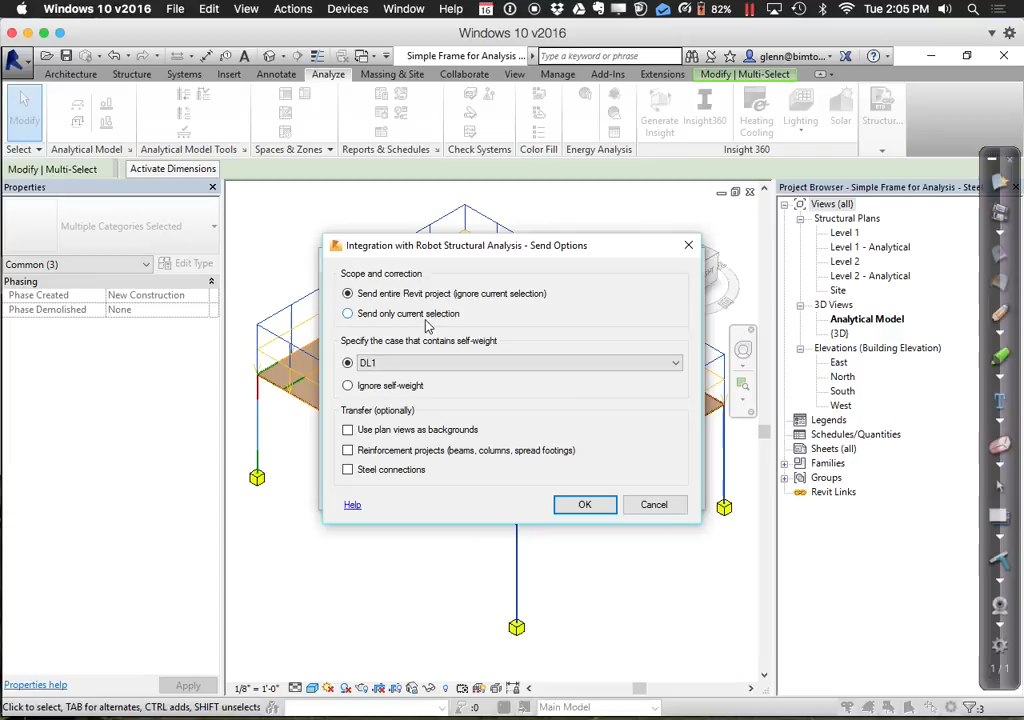 Windows 10 v2016 File Edit View Actions Devices Window Help 16 82% Tue 2:05 PM
Windows 10 v2016
Simple Frame for Analysis ... Type a keyword or phrase glenn@bimto...
Architecture Structure Systems Insert Annotate Analyze Massing & Site Collaborate View Manage Add-Ins Extensions Modify | Multi-Select
Modify Generate Insight Insight360 Heating Cooling Lighting Solar Structur...
Select Analytical Model Analytical Model Tools Spaces & Zones Reports & Schedules Check Systems Color Fill Energy Analysis Insight 360
Modify | Multi-Select Activate Dimensions
Properties
Multiple Categories Selected
Common (3) Edit Type
Phasing
Phase Created New Construction
Phase Demolished None
Properties help Apply
Integration with Robot Structural Analysis - Send Options
Scope and correction
Send entire Revit project (ignore current selection)
Send only current selection
Specify the case that contains self-weight
DL1
Ignore self-weight
Transfer (optionally)
Use plan views as backgrounds
Reinforcement projects (beams, columns, spread footings)
Steel connections
Help OK Cancel
Project Browser - Simple Frame for Analysis - Stee
Views (all)
Structural Plans
Level 1
Level 1 - Analytical
Level 2
Level 2 - Analytical
Site
3D Views
Analytical Model
{3D}
Elevations (Building Elevation)
East
North
South
West
Legends
Schedules/Quantities
Sheets (all)
Families
Groups
Revit Links
1/1
1/8" = 1'-0"
Click to select, TAB for alternates, CTRL adds, SHIFT unselects :0 Main Model :3